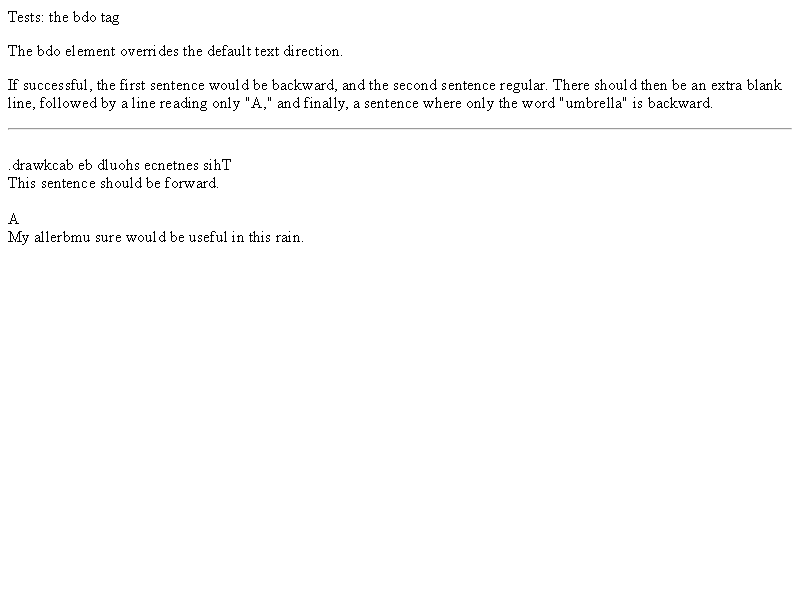 Tests: the bdo tag
The bdo element overrides the default text direction.
If successful, the first sentence would be backward, and the second sentence regular. There should then be an extra blank
line, followed by a line reading only "A," and finally, a sentence where only the word "umbrella" is backward.
.drawkcab eb dluohs ecnetnes sihT
This sentence should be forward.
A
My allerbmu sure would be useful in this rain.